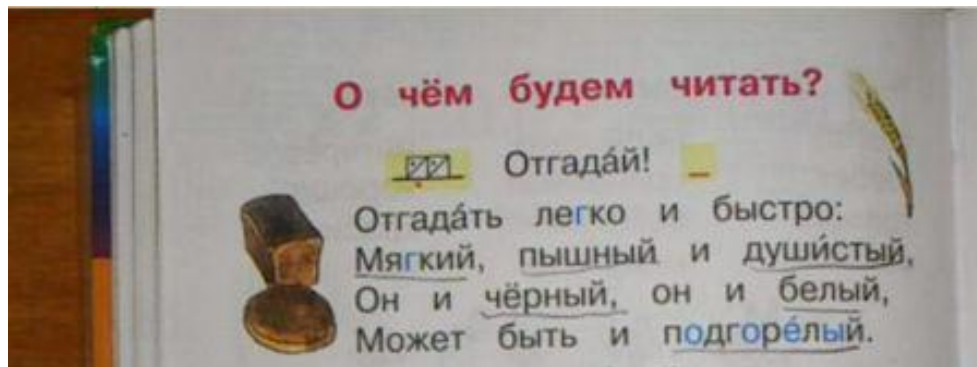 О чём будем читать?
Отгада́й!
Отгада́ть легко и быстро:
Мягкий, пышный и души́стый,
Он и чёрный, он и белый,
Может быть и подгоре́лый.